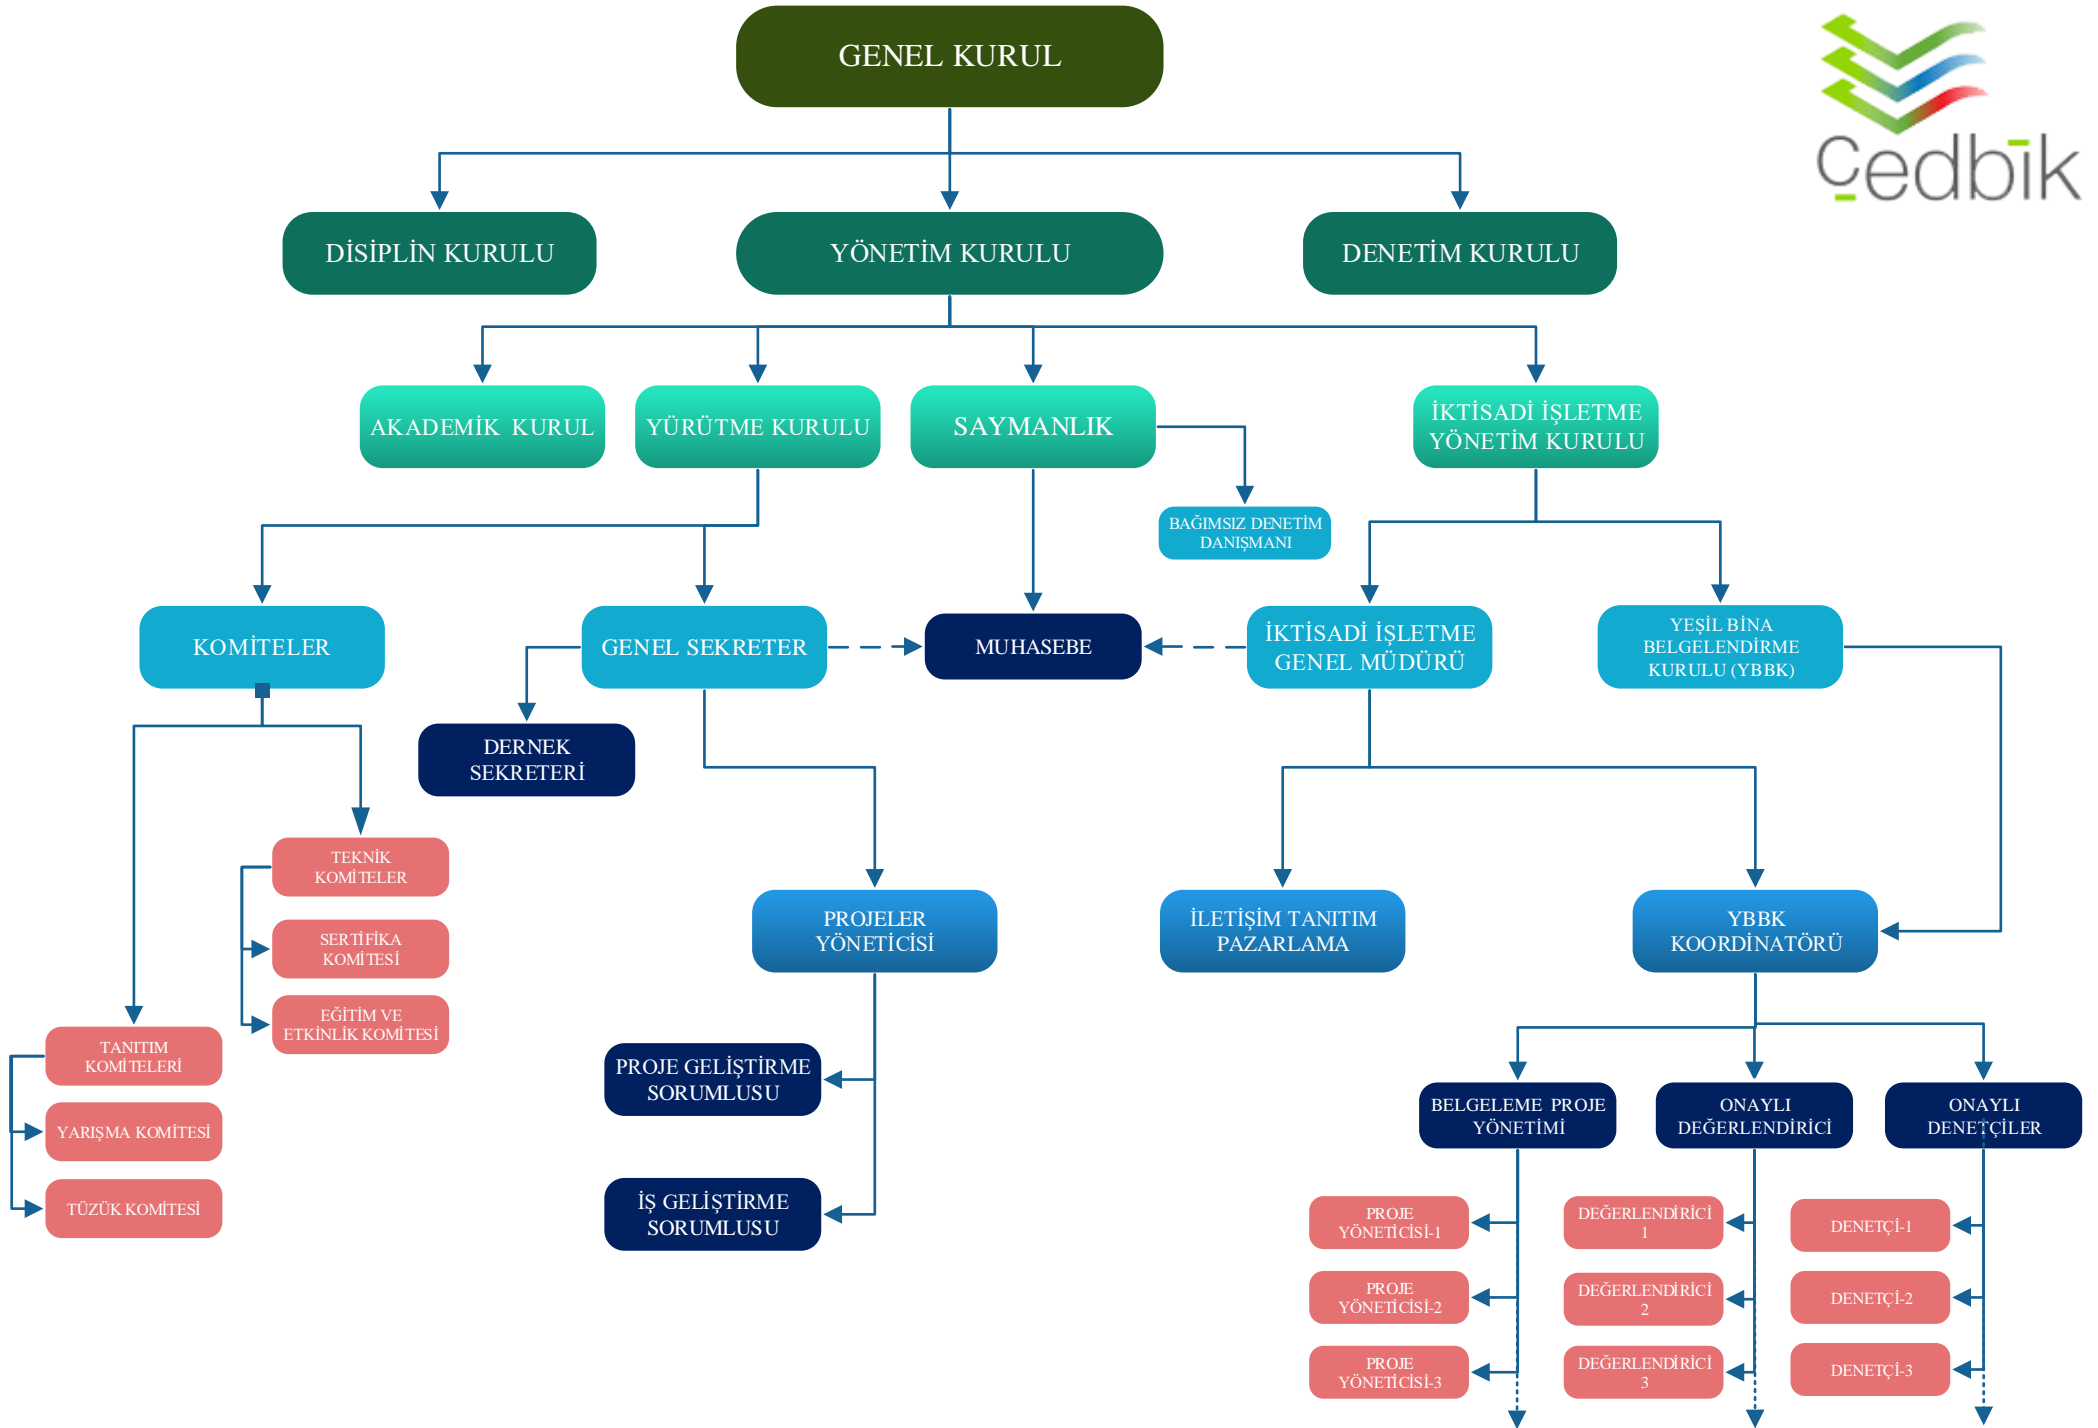 GENEL KURUL
çedbik
DİSİPLİN KURULU
YÖNETİM KURULU
DENETİM KURULU
AKADEMİK KURUL
YÜRÜTME KURULU
SAYMANLIK
İKTİSADİ İŞLETME
YÖNETİM KURULU
BAĞIMSIZ DENETİM
DANIŞMANI
KOMİTELER
GENEL SEKRETER
MUHASEBE
İKTİSADİ İŞLETME
GENEL MÜDÜRÜ
YEŞİL BİNA
BELGELENDİRME
KURULU (YBBK)
DERNEK
SEKRETERİ
TEKNİK
KOMİTELER
SERTİFİKA
KOMİTESİ
EĞİTİM VE
ETKİNLİK KOMİTESİ
PROJELER
YÖNETİCİSİ
İLETİŞİM TANITIM
PAZARLAMA
YBBK
KOORDİNATÖRÜ
TANITIM
KOMİTELERİ
YARIŞMA KOMİTESİ
TÜZÜK KOMİTESİ
PROJE GELİŞTİRME
SORUMLUSU
İŞ GELİŞTİRME
SORUMLUSU
BELGELEME PROJE
YÖNETİMİ
ONAYLI
DEĞERLENDİRİCİ
ONAYLI
DENETÇİLER
PROJE
YÖNETİCİSİ-1
DEĞERLENDİRİCİ
1
DENETÇİ-1
PROJE
YÖNETİCİSİ-2
DEĞERLENDİRİCİ
2
DENETÇİ-2
PROJE
YÖNETİCİSİ-3
DEĞERLENDİRİCİ
3
DENETÇİ-3